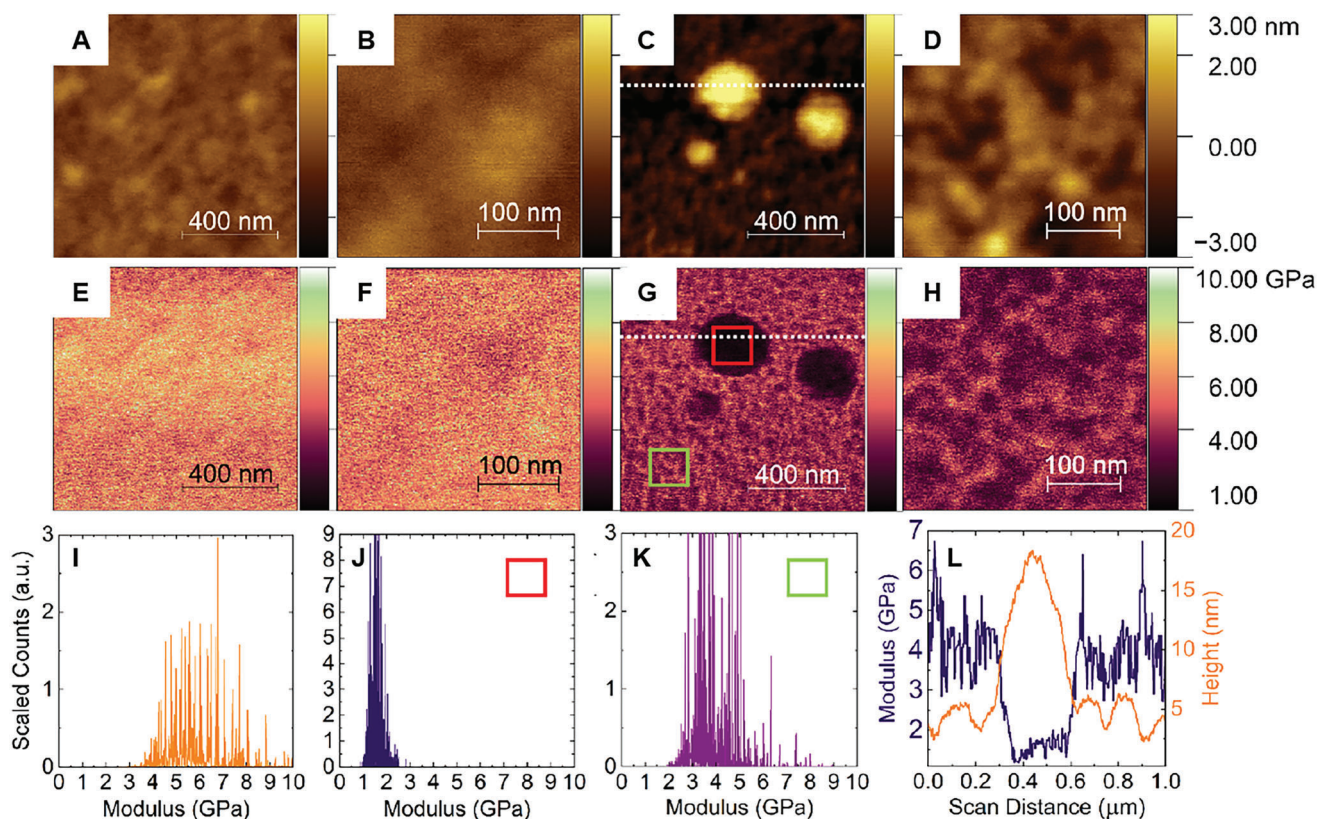 A
B
C
D
400 nm
100 nm
400 nm
100 nm
3.00 nm
2.00
0.00
−3.00
E
F
G
H
400 nm
100 nm
400 nm
100 nm
10.00 GPa
8.00
6.00
4.00
1.00
I
J
K
L
Scaled Counts (a.u.)
3
2
1
0
0 1 2 3 4 5 6 7 8 9 10
Modulus (GPa)
9
8
7
6
5
4
3
2
1
0
0 1 2 3 4 5 6 7 8 9 10
Modulus (GPa)
3
2
1
0
0 1 2 3 4 5 6 7 8 9 10
Modulus (GPa)
Modulus (GPa)
7
6
5
4
3
2
20
15
10
5
Height (nm)
0.0 0.2 0.4 0.6 0.8 1.0
Scan Distance (μm)